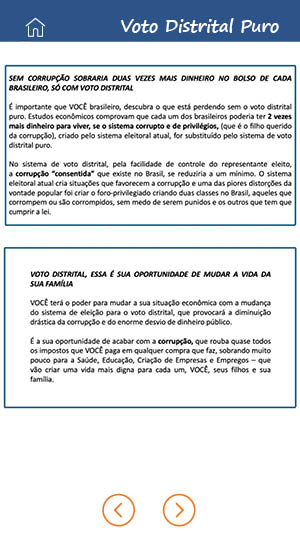 Voto Distrital Puro
SEM CORRUPÇÃO SOBRARIA DUAS VEZES MAIS DINHEIRO NO BOLSO DE CADA
BRASILEIRO, SÓ COM VOTO DISTRITAL
É importante que VOCÊ brasileiro, descubra o que está perdendo sem o voto distrital
puro. Estudos econômicos comprovam que cada um dos brasileiros poderia ter 2 vezes
mais dinheiro para viver, se o sistema corrupto e de privilégios, (que é o filho querido
da corrupção), criado pelo sistema eleitoral atual, for substituído pelo sistema de voto
distrital puro.
No sistema de voto distrital, pela facilidade de controle do representante eleito,
a corrupção “consentida” que existe no Brasil, se reduziria a um mínimo. O sistema
eleitoral atual cria situações que favorecem a corrupção e uma das piores distorções da
vontade popular foi criar o foro-privilegiado criando duas classes no Brasil, aqueles que
corrompem ou são corrompidos, sem medo de serem punidos e os outros que tem que
cumprir a lei.
VOTO DISTRITAL, ESSA É SUA OPORTUNIDADE DE MUDAR A VIDA DA
SUA FAMÍLIA
VOCÊ terá o poder para mudar a sua situação econômica com a mudança
do sistema de eleição para o voto distrital, que provocará a diminuição
drástica da corrupção e do enorme desvio de dinheiro público.
É a sua oportunidade de acabar com a corrupção, que rouba quase todos
os impostos que VOCÊ paga em qualquer compra que faz, sobrando muito
pouco para a Saúde, Educação, Criação de Empresas e Empregos – que
vão criar uma vida mais digna para cada um, VOCÊ, seus filhos e sua
família.